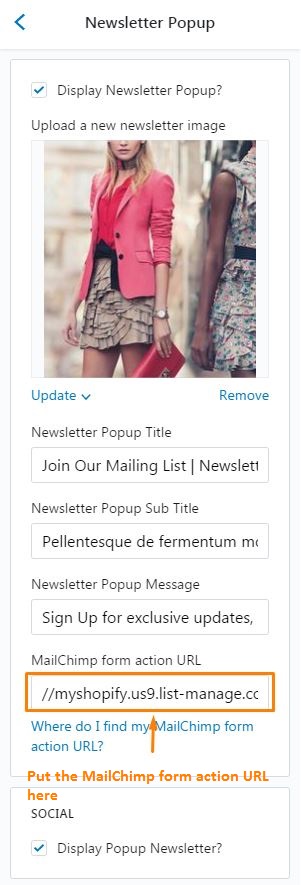 Newsletter Popup
Display Newsletter Popup?
Upload a new newsletter image
Update
Remove
Newsletter Popup Title
Join Our Mailing List | Newslett
Newsletter Popup Sub Title
Pellentesque de fermentum mo
Newsletter Popup Message
Sign Up for exclusive updates,
MailChimp form action URL
//myshopify.us9.list-manage.co
Where do I find my MailChimp form
action URL?
Put the MailChimp form action URL
here
SOCIAL
Display Popup Newsletter?